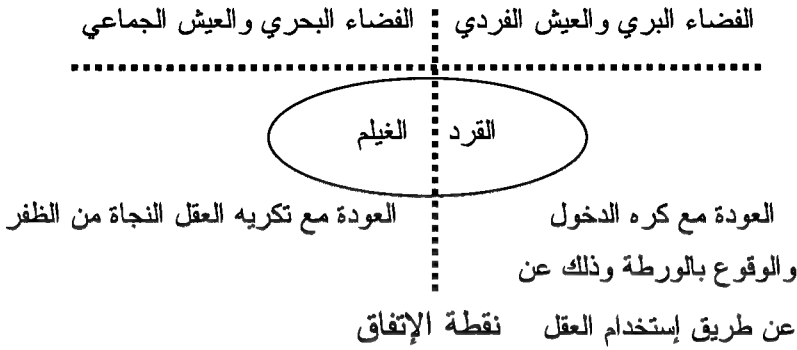 الفضاء البري والعيش الفردي الفضاء البحري والعيش الجماعي
القرد الغيلم
العودة مع كره الدخول العودة مع تكريه العقل النجاة من الظفر
والوقوع بالورطة وذلك عن
عن طريق إستخدام العقل نقطة الإتفاق